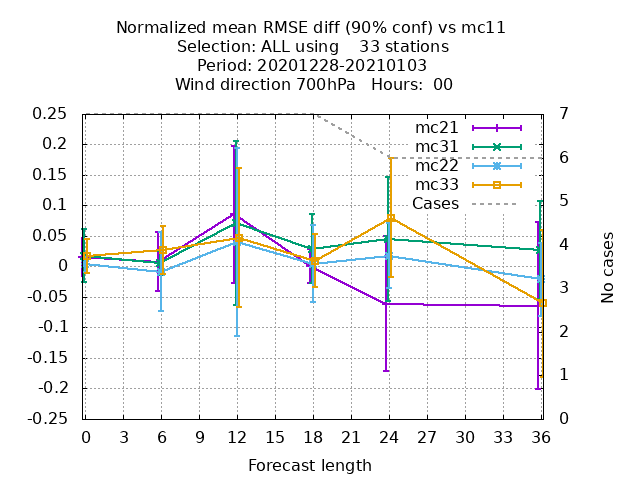 Normalized mean RMSE diff (90% conf) vs mc11
Selection: ALL using    33 stations
Period: 20201228-20210103
Wind direction 700hPa   Hours:  00
0.25
0.2
0.15
0.1
0.05
0
-0.05
-0.1
-0.15
-0.2
-0.25
7
6
5
4
3
2
1
0
mc21
mc31
mc22
mc33
Cases
No cases
0 3 6 9 12 15 18 21 24 27 30 33 36
Forecast length